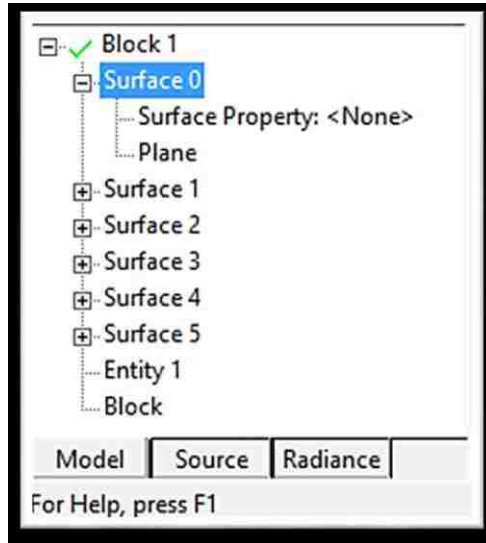 Block 1
Surface 0
Surface Property: <None>
Plane
Surface 1
Surface 2
Surface 3
Surface 4
Surface 5
Entity 1
Block
Model Source Radiance
For Help, press F1